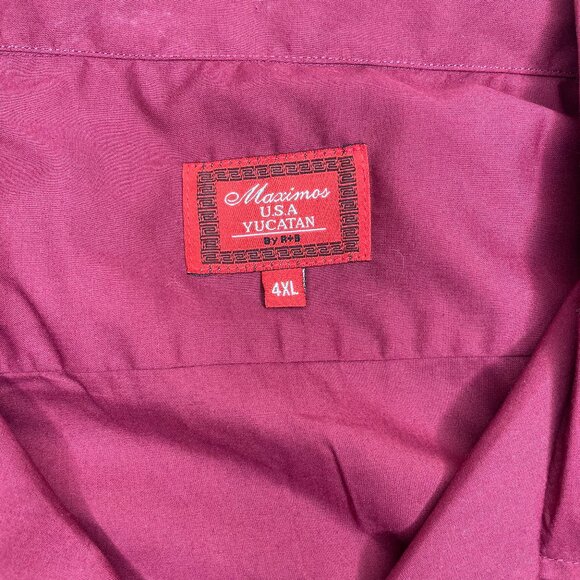 Maximos
U.S.A
YUCATAN
By R+B
4XL